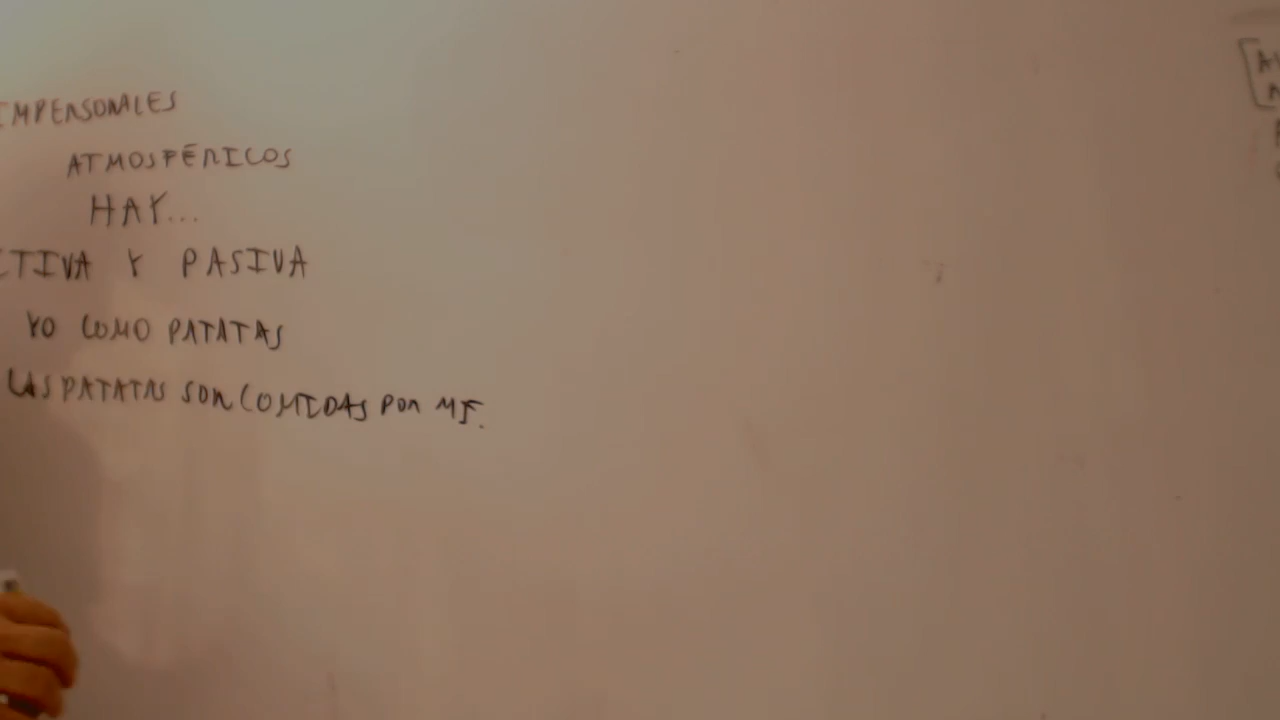 IMPERSONALES
ATMOSFÉRICOS
HAY...
CTIVA Y PASIVA
YO COMO PATATAS
LAS PATATAS SON COMIDAS POR MÍ.